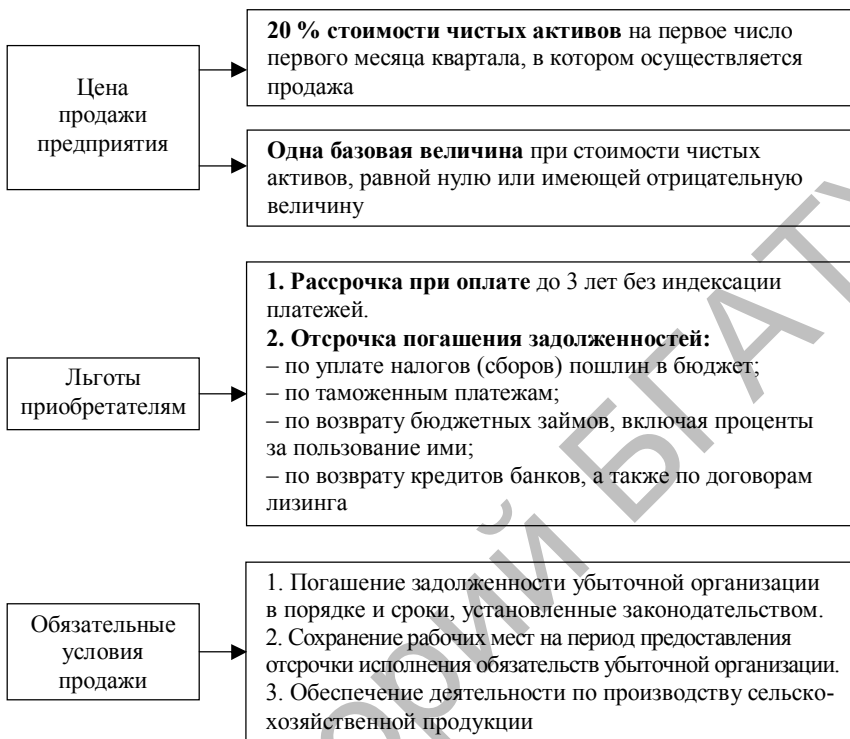 20 % стоимости чистых активов на первое число
первого месяца квартала, в котором осуществляется
продажа
Цена
продажи
предприятия
Одна базовая величина при стоимости чистых
активов, равной нулю или имеющей отрицательную
величину
1. Рассрочка при оплате до 3 лет без индексации
платежей.
2. Отсрочка погашения задолженностей:
– по уплате налогов (сборов) пошлин в бюджет;
– по таможенным платежам;
– по возврату бюджетных займов, включая проценты
за пользование ими;
– по возврату кредитов банков, а также по договорам
лизинга
Льготы
приобретателям
1. Погашение задолженности убыточной организации
в порядке и сроки, установленные законодательством.
2. Сохранение рабочих мест на период предоставления
отсрочки исполнения обязательств убыточной организации.
3. Обеспечение деятельности по производству сельско-
хозяйственной продукции
Обязательные
условия
продажи